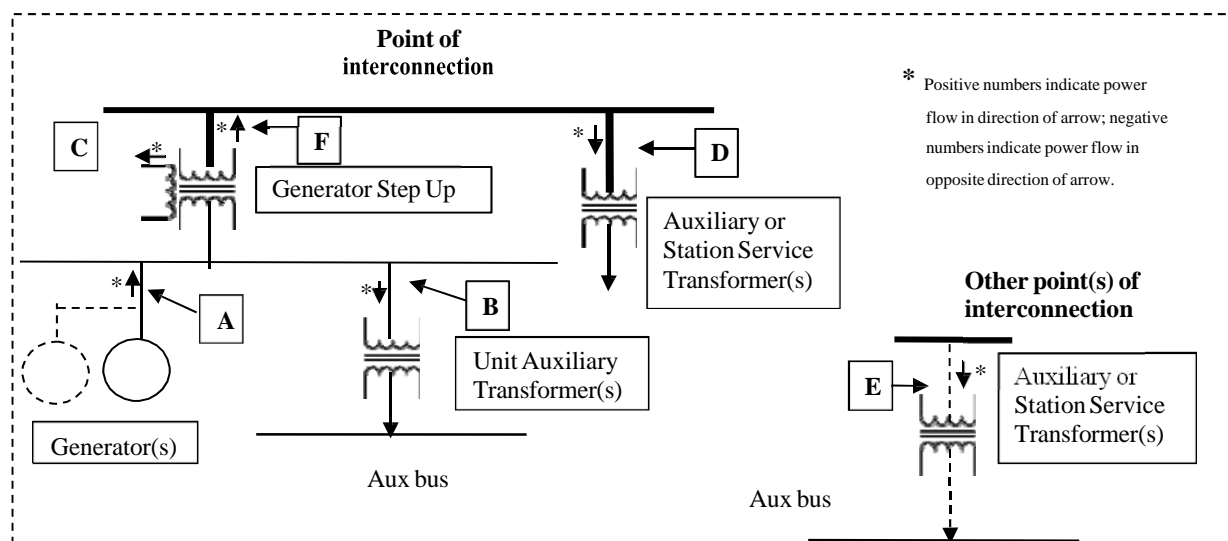 Point of
interconnection
* Positive numbers indicate power
flow in direction of arrow; negative
numbers indicate power flow in
opposite direction of arrow.
*
F
*
D
C
*
Generator Step Up
Auxiliary or
Station Service
Transformer(s)
*
A
*
B
Unit Auxiliary
Transformer(s)
Generator(s)
Aux bus
Other point(s) of
interconnection
E
*
Auxiliary or
Station Service
Transformer(s)
Aux bus